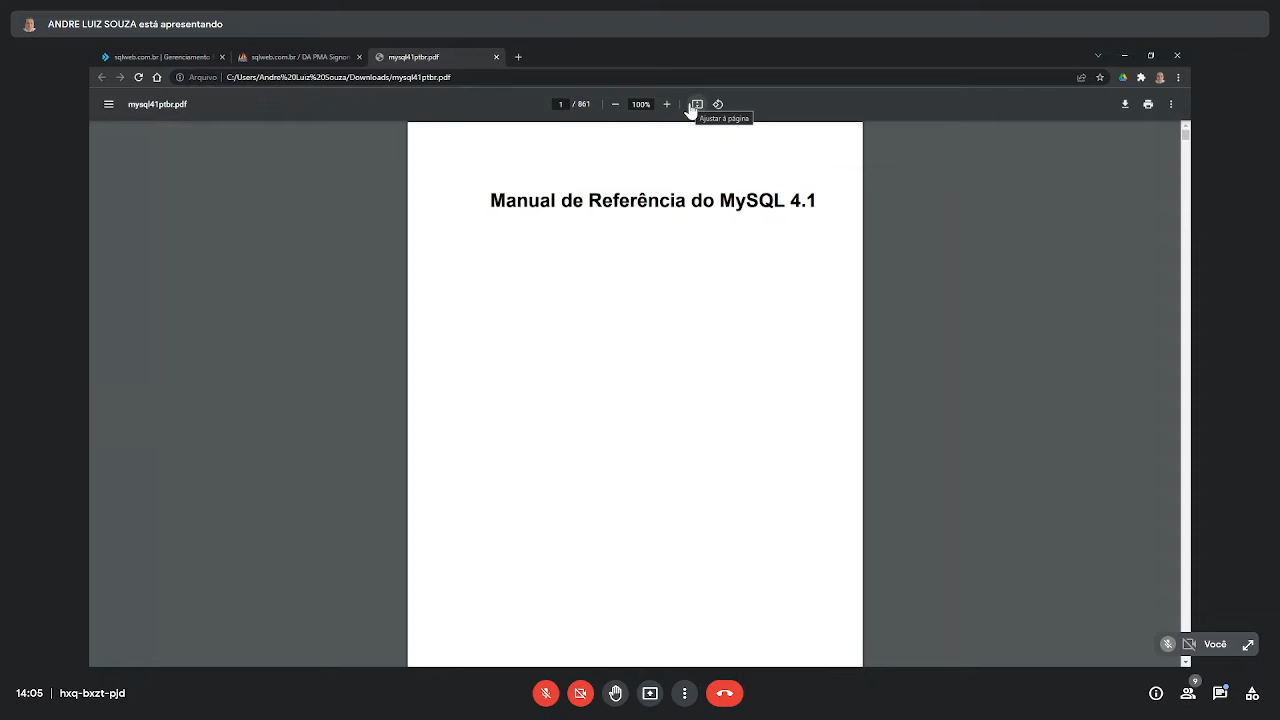 ANDRE LUIZ SOUZA está apresentando
sqlweb.com.br | Gerenciamento
sqlweb.com.br / DA PMA Signor
mysql41ptbr.pdf
Arquivo
C:/Users/Andre%20Luiz%20Souza/Downloads/mysql41ptbr.pdf
mysql41ptbr.pdf
1 / 861
100%
Ajustar à página
Manual de Referência do MySQL 4.1
Você
14:05 | hxq-bxzt-pjd
9